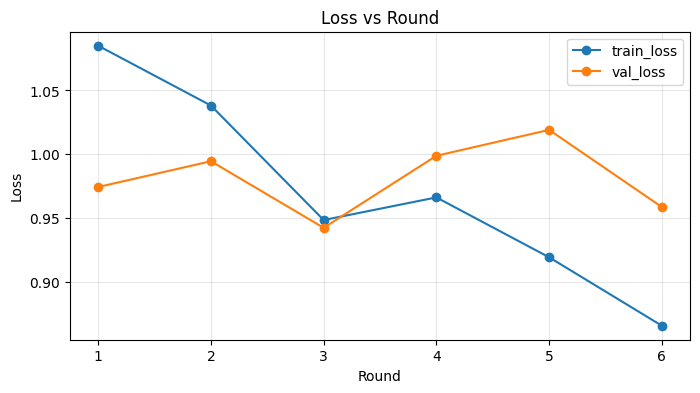 Loss vs Round
train_loss
val_loss
Loss
1.05
1.00
0.95
0.90
1 2 3 4 5 6
Round